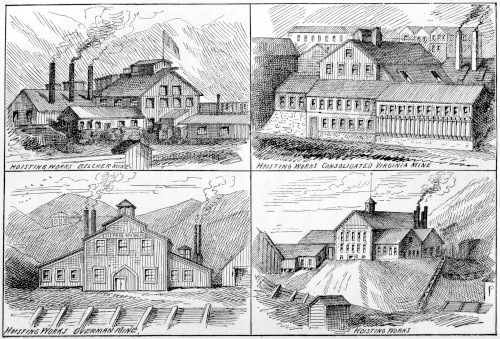 HOISTING WORKS BELCHER MINE
HOISTING WORKS CONSOLIDATED VIRGINIA MINE
HOISTING WORKS OVERMAN MINE
HOISTING WORKS